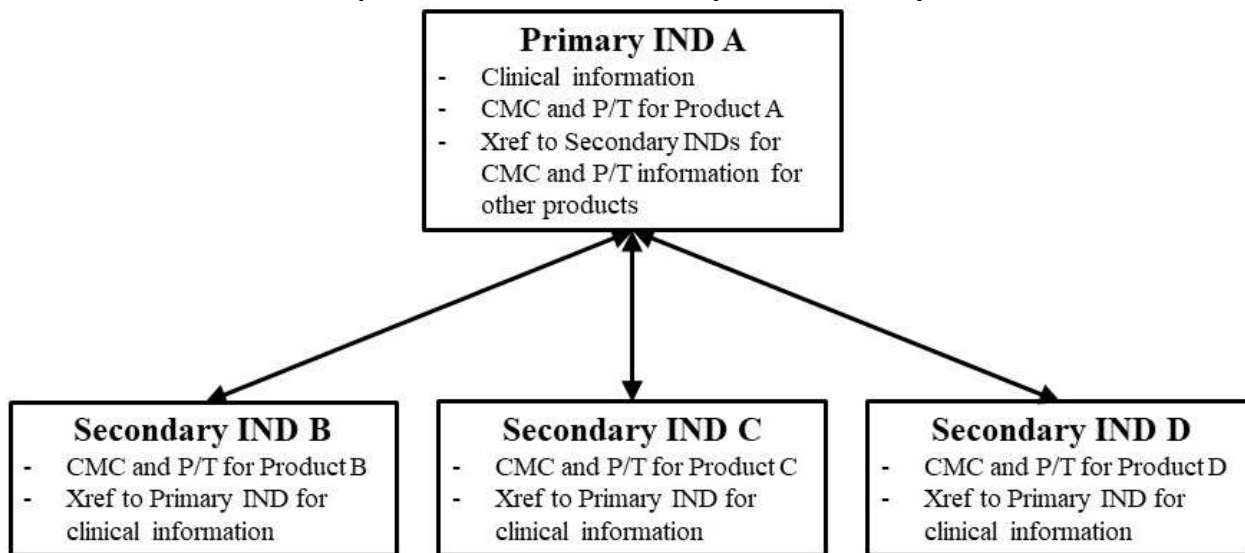 Primary IND A
- Clinical information
- CMC and P/T for Product A
- Xref to Secondary INDs for
CMC and P/T information for
other products
Secondary IND B
- CMC and P/T for Product B
- Xref to Primary IND for
clinical information
Secondary IND C
- CMC and P/T for Product C
- Xref to Primary IND for
clinical information
Secondary IND D
- CMC and P/T for Product D
- Xref to Primary IND for
clinical information